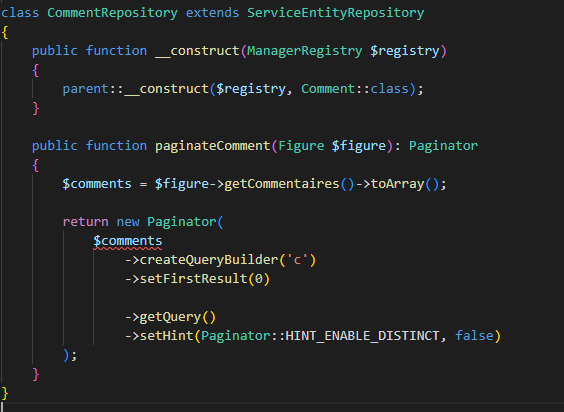 class CommentRepository extends ServiceEntityRepository
{
public function __construct(ManagerRegistry $registry)
{
parent::__construct($registry, Comment::class);
}
public function paginateComment(Figure $figure): Paginator
{
$comments = $figure->getCommentaires()->toArray();
return new Paginator(
$comments
->createQueryBuilder('c')
->setFirstResult(0)
->getQuery()
->setHint(Paginator::HINT_ENABLE_DISTINCT, false)
);
}
}